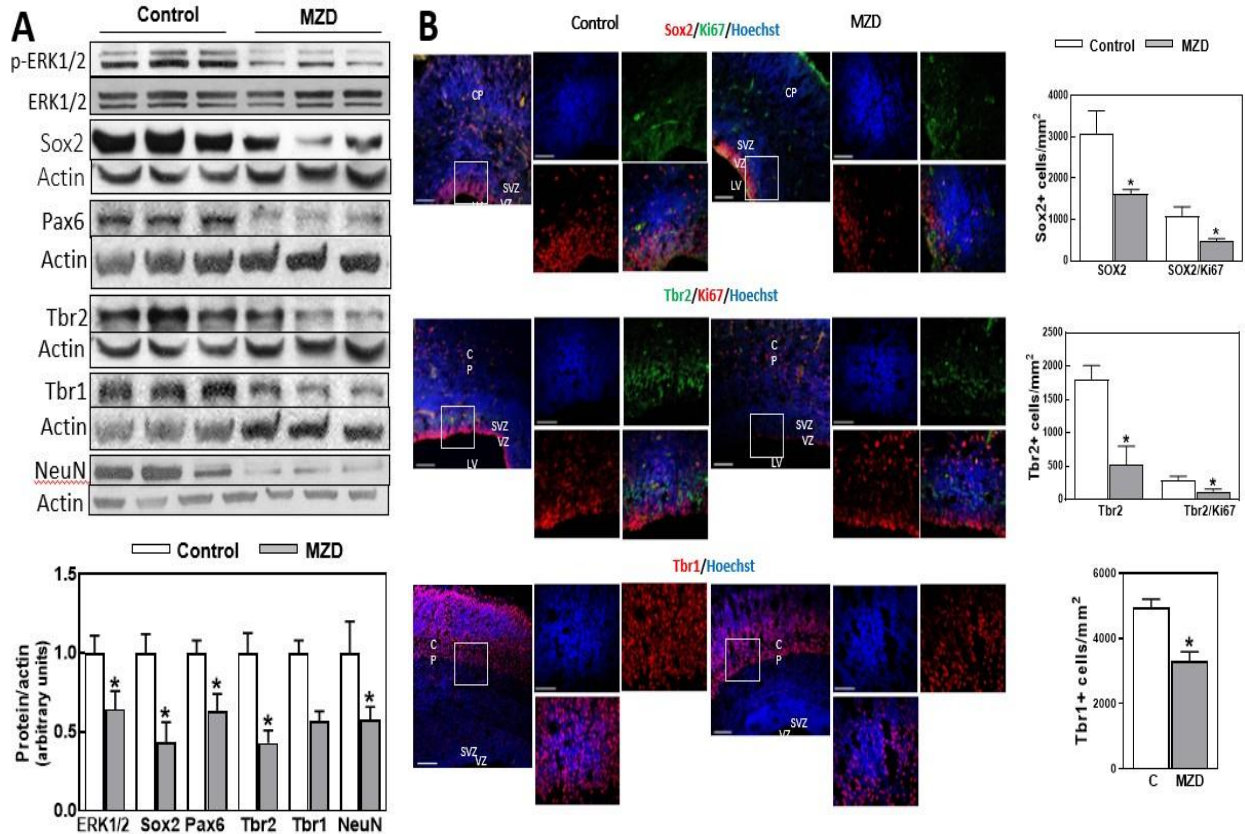 A
Control MZD
p-ERK1/2
ERK1/2
Sox2
Actin
Pax6
Actin
Tbr2
Actin
Tbr1
Actin
NeuN
Actin
Control MZD
Protein/actin
(arbitrary units)
1.5
1.0
0.5
0.0
* * * * *
ERK1/2 Sox2 Pax6 Tbr2 Tbr1 NeuN
B
Control MZD
Sox2/Ki67/Hoechst
CP
SVZ
VZ
CP
SVZ
VZ
LV
Tbr2/Ki67/Hoechst
C
P
SVZ
VZ
LV
C
P
SVZ
VZ
LV
Tbr1/Hoechst
C
P
SVZ
VZ
C
P
SVZ
VZ
Control MZD
Sox2+ cells/mm²
4000
3000
2000
1000
0
* *
SOX2 SOX2/Ki67
Tbr2+ cells/mm²
2500
2000
1500
1000
500
0
* *
Tbr2 Tbr2/Ki67
Tbr1+ cells/mm²
6000
4000
2000
0
*
C MZD